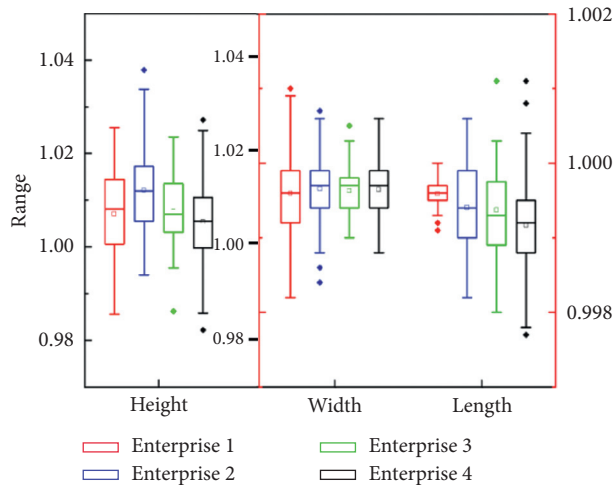 Range
1.04
1.02
1.00
0.98
1.04
1.02
1.00
0.98
1.002
1.000
0.998
Height
Width
Length
Enterprise 1
Enterprise 3
Enterprise 2
Enterprise 4